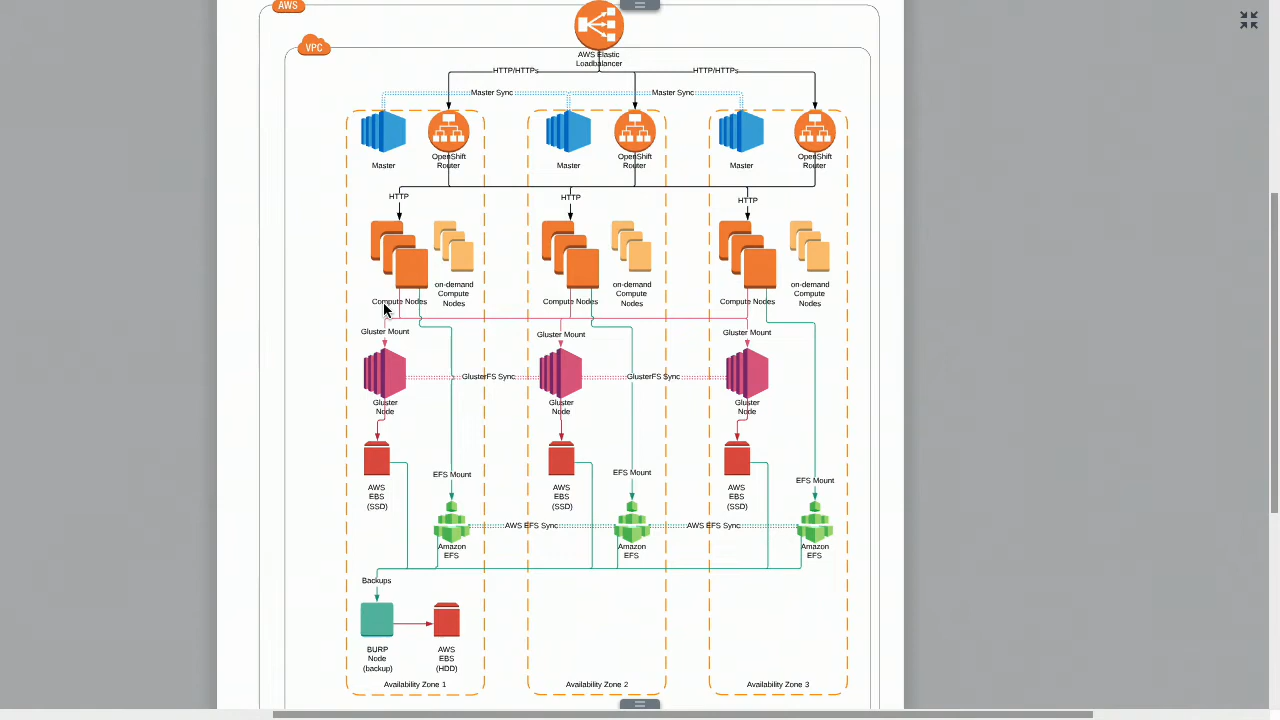 AWS
VPC
AWS Elastic
Loadbalancer
HTTP/HTTPs
HTTP/HTTPs
Master Sync
Master Sync
Master
OpenShift
Router
Master
OpenShift
Router
Master
OpenShift
Router
HTTP
HTTP
HTTP
Compute Nodes
on-demand
Compute
Nodes
Compute Nodes
on-demand
Compute
Nodes
Compute Nodes
on-demand
Compute
Nodes
Gluster Mount
Gluster Mount
Gluster Mount
GlusterFS Sync
GlusterFS Sync
Gluster
Node
Gluster
Node
Gluster
Node
EFS Mount
EFS Mount
EFS Mount
AWS
EBS
(SSD)
AWS
EBS
(SSD)
AWS
EBS
(SSD)
AWS EFS Sync
AWS EFS Sync
Amazon
EFS
Amazon
EFS
Amazon
EFS
Backups
BURP
Node
(backup)
AWS
EBS
(HDD)
Availability Zone 1
Availability Zone 2
Availability Zone 3